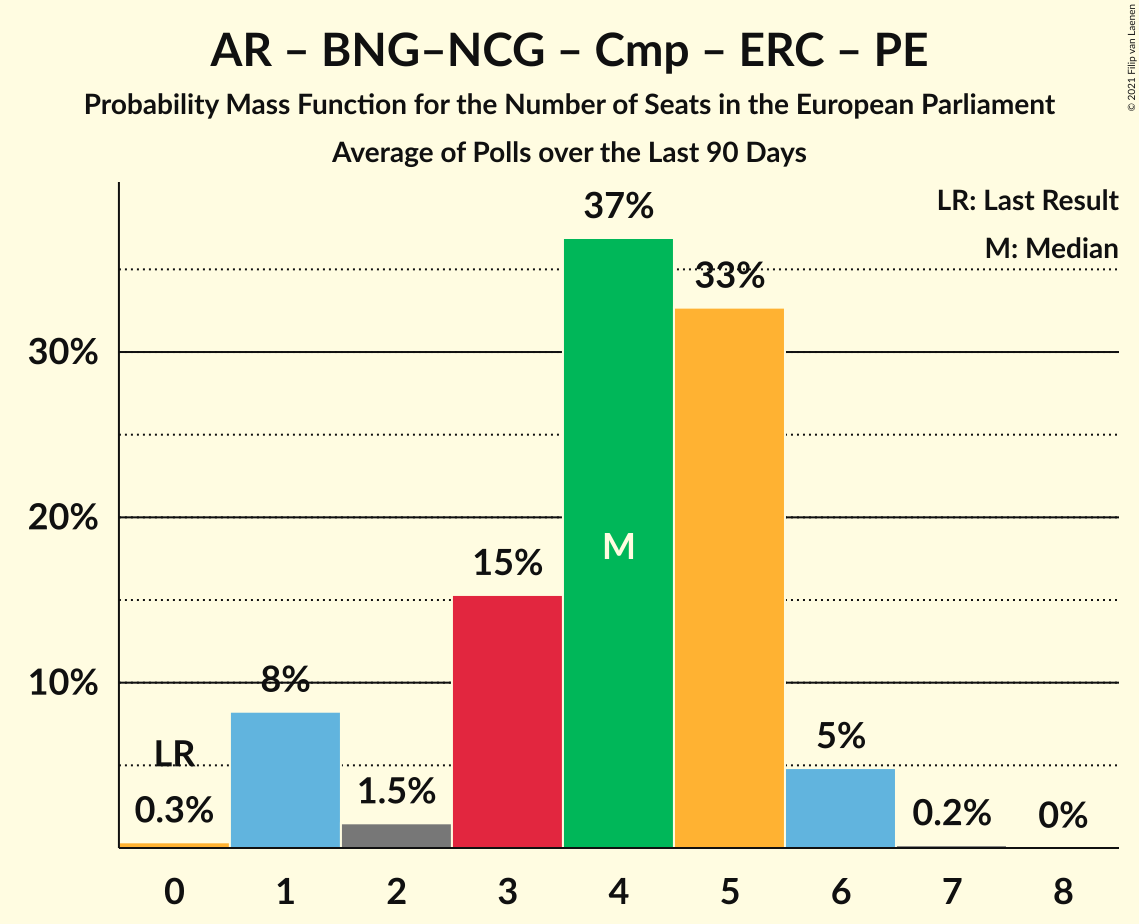 AR – BNG–NCG – Cmp – ERC – PE
Probability Mass Function for the Number of Seats in the European Parliament
Average of Polls over the Last 90 Days
© 2021 Filip van Laenen
LR: Last Result
M: Median
37%
33%
30%
20%
15%
M
10%
8%
LR
5%
1.5%
0.3%
0.2%
0%
0 1 2 3 4 5 6 7 8